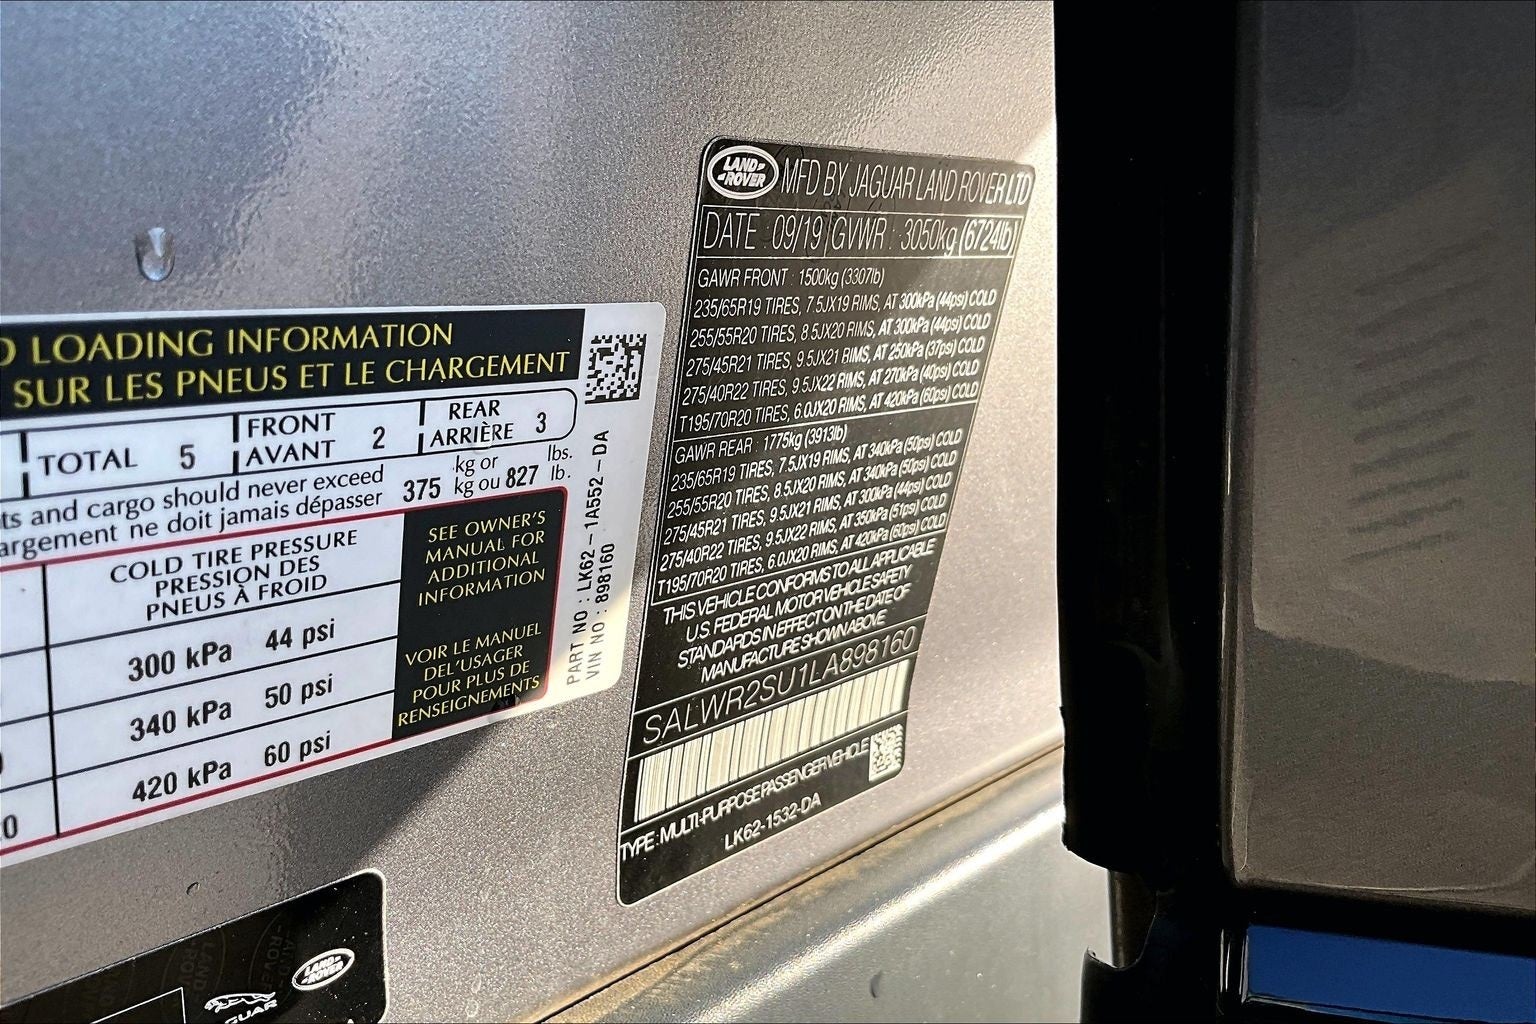 D LOADING INFORMATION
SUR LES PNEUS ET LE CHARGEMENT
TOTAL 5
FRONT
AVANT 2
REAR
ARRIÈRE 3
ts and cargo should never exceed
argement ne doit jamais dépasser
375 kg or
kg ou 827 lbs.
lb.
COLD TIRE PRESSURE
PRESSION DES
PNEUS À FROID
300 kPa 44 psi
340 kPa 50 psi
420 kPa 60 psi
0
SEE OWNER'S
MANUAL FOR
ADDITIONAL
INFORMATION
VOIR LE MANUEL
DEL'USAGER
POUR PLUS DE
RENSEIGNEMENTS
PART NO : LK62-1A552-DA
VIN NO : 898160
LAND-
-ROVER
MFD BY JAGUAR LAND ROVER LTD
DATE : 09/19 GVWR : 3050kg (6724lb)
GAWR FRONT : 1500kg (3307lb)
235/65R19 TIRES, 7.5JX19 RIMS, AT 300kPa (44psi) COLD
255/55R20 TIRES, 8.5JX20 RIMS, AT 300kPa (44psi) COLD
275/45R21 TIRES, 9.5JX21 RIMS, AT 250kPa (37psi) COLD
275/40R22 TIRES, 9.5JX22 RIMS, AT 270kPa (40psi) COLD
T195/70R20 TIRES, 6.0JX20 RIMS, AT 420kPa (60psi) COLD
GAWR REAR : 1775kg (3913lb)
235/65R19 TIRES, 7.5JX19 RIMS, AT 340kPa (50psi) COLD
255/55R20 TIRES, 8.5JX20 RIMS, AT 340kPa (50psi) COLD
275/45R21 TIRES, 9.5JX21 RIMS, AT 300kPa (44psi) COLD
275/40R22 TIRES, 9.5JX22 RIMS, AT 350kPa (51psi) COLD
T195/70R20 TIRES, 6.0JX20 RIMS, AT 420kPa (60psi) COLD
THIS VEHICLE CONFORMS TO ALL APPLICABLE
U.S. FEDERAL MOTOR VEHICLE SAFETY
STANDARDS IN EFFECT ON THE DATE OF
MANUFACTURE SHOWN ABOVE
SALWR2SU1LA898160
TYPE : MULTI-PURPOSE PASSENGER VEHICLE
LK62-1532-DA
LAND-
-ROVER
JAGUAR